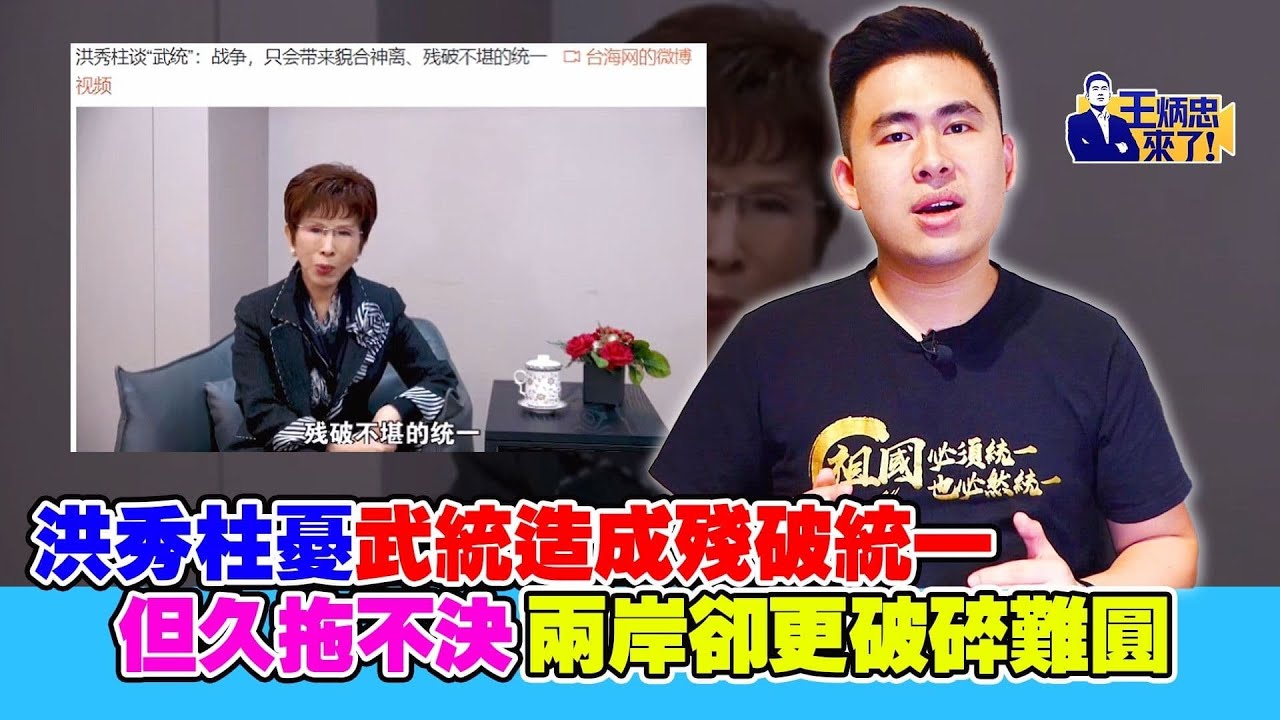 洪秀柱谈“武统”：战争，只会带来貌合神离、残破不堪的统一 台海网的微博
视频
王炳忠
來了!
残破不堪的统一
祖國必須統一
也必然統一
洪秀柱憂武統造成殘破統一
但久拖不決 兩岸卻更破碎難圓